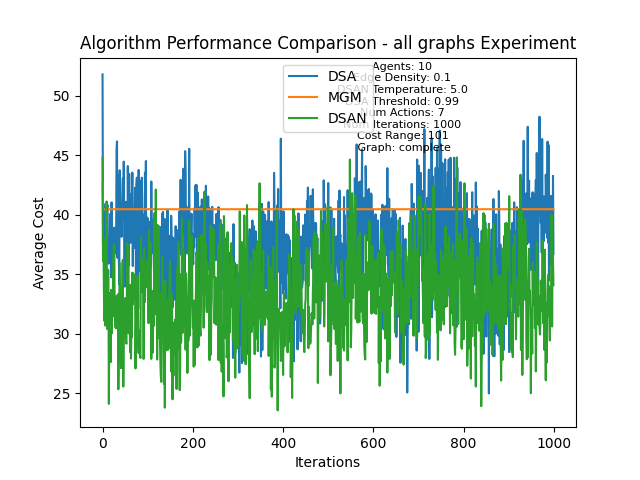 Algorithm Performance Comparison - all graphs Experiment
Agents: 10
Edge Density: 0.1
DSAN Temperature: 5.0
DSA Threshold: 0.99
Num Actions: 7
Num Iterations: 1000
Cost Range: 101
Graph: complete
DSA
MGM
DSAN
Average Cost
50
45
40
35
30
25
0
200
400
600
800
1000
Iterations